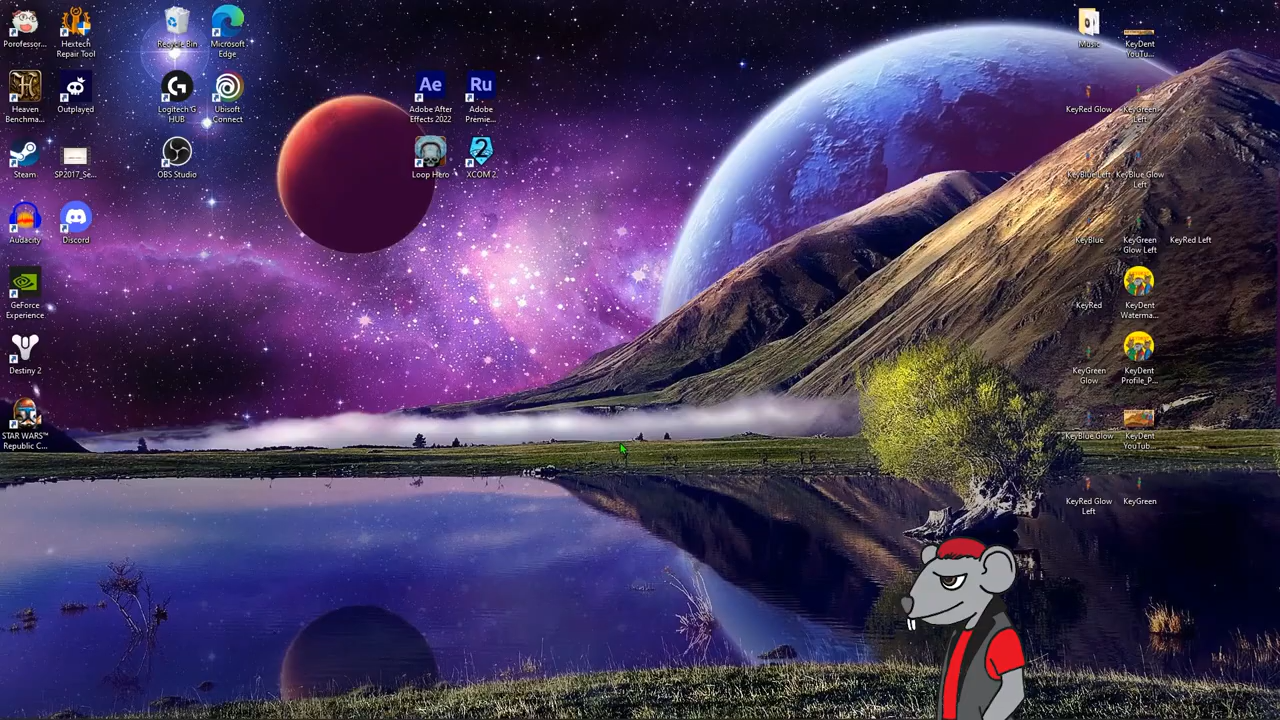 Porofessor...
Hextech
Repair Tool
Recycle Bin
Microsoft
Edge
Heaven
Benchma...
Outplayed
Logitech G
HUB
Ubisoft
Connect
Steam
SP2017_Se...
OBS Studio
Audacity
Discord
GeForce
Experience
Destiny 2
STAR WARS™
Republic C...
Ae
Adobe After
Effects 2022
Ru
Adobe
Premie...
Loop Hero
2
XCOM 2
Music
KeyDent
YouTu...
KeyRed Glow
KeyGreen
Left
KeyBlue Left
KeyBlue Glow
Left
KeyBlue
KeyGreen
Glow Left
KeyRed Left
KeyRed
KeyDent
Waterma...
KeyGreen
Glow
KeyDent
Profile_P...
KeyBlue Glow
KeyDent
YouTub...
KeyRed Glow
Left
KeyGreen